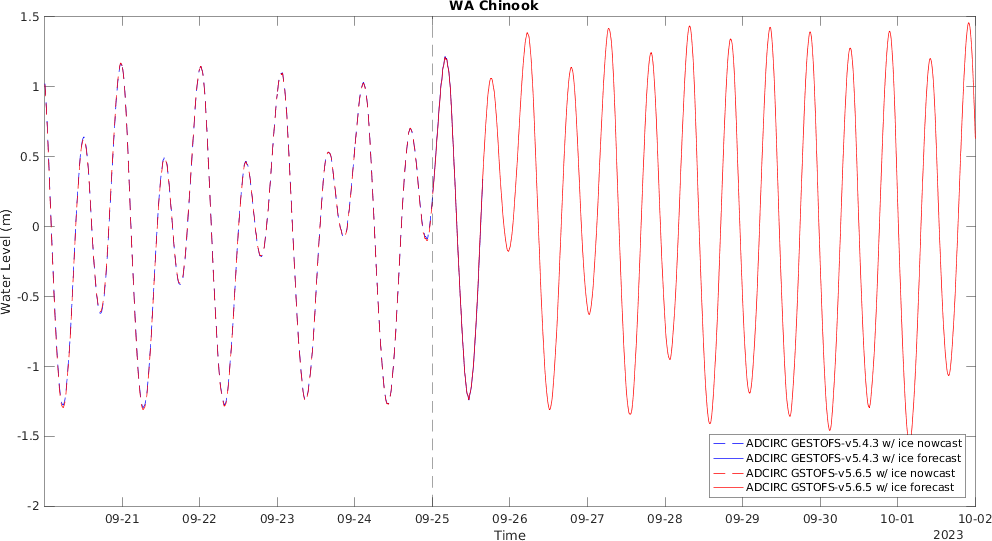 WA Chinook
1.5
1
0.5
0
-0.5
-1
-1.5
-2
Water Level (m)
ADCIRC GESTOFS-v5.4.3 w/ ice nowcast
ADCIRC GESTOFS-v5.4.3 w/ ice forecast
ADCIRC GSTOFS-v5.6.5 w/ ice nowcast
ADCIRC GSTOFS-v5.6.5 w/ ice forecast
09-21 09-22 09-23 09-24 09-25 09-26 09-27 09-28 09-29 09-30 10-01 10-02
Time
2023